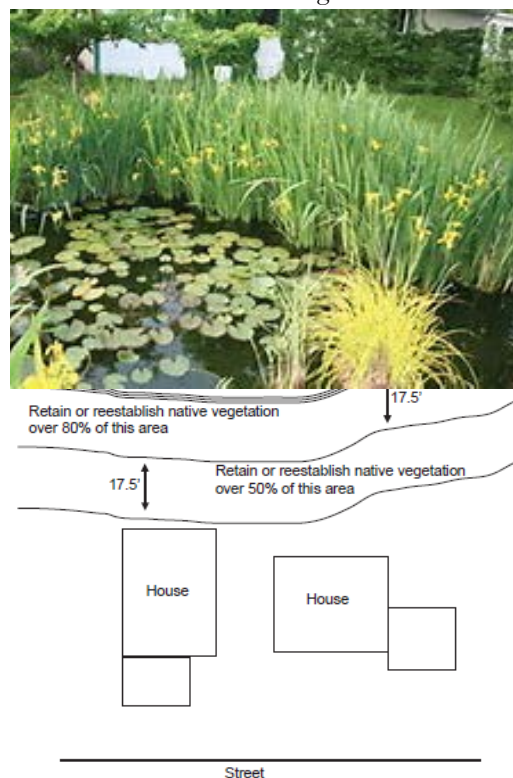 17.5'
Retain or reestablish native vegetation
over 80% of this area
Retain or reestablish native vegetation
over 50% of this area
17.5'
House
House
Street